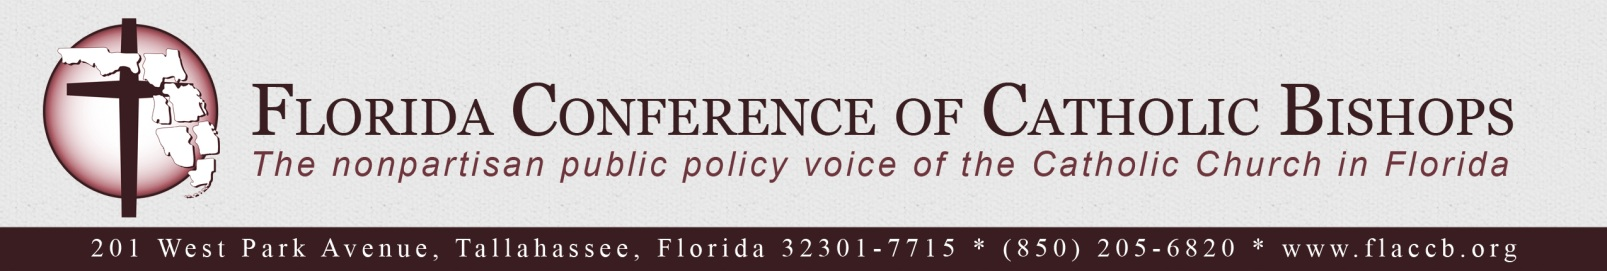 Florida Conference of Catholic Bishops
The nonpartisan public policy voice of the Catholic Church in Florida
201 West Park Avenue, Tallahassee, Florida 32301-7715 * (850) 205-6820 * www.flaccb.org